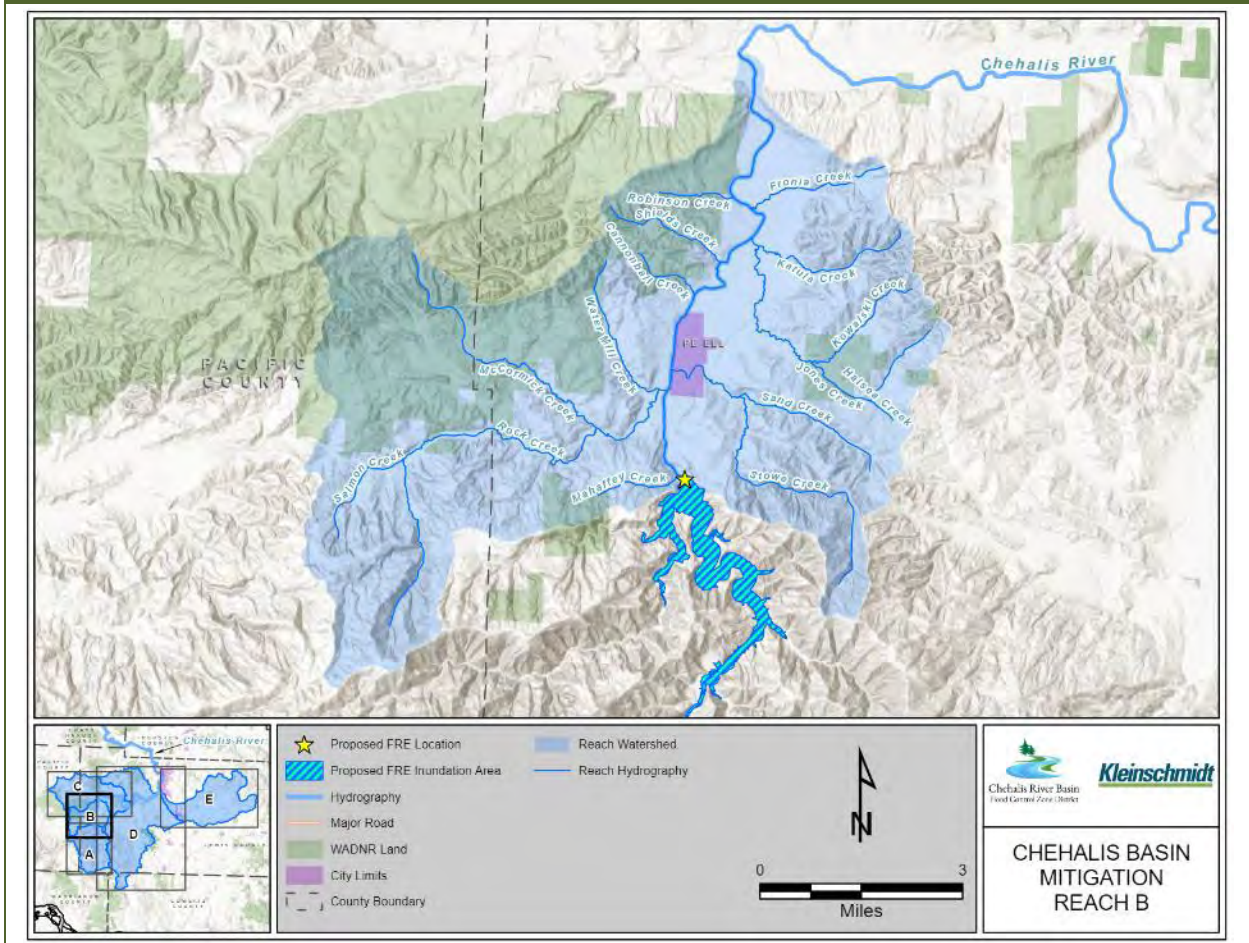 Chehalis River
Fronia Creek
Robinson Creek
Shields Creek
Cannonball Creek
Katula Creek
Water Mill Creek
Kowalski Creek
PE ELL
PACIFIC
COUNTY
McCormick Creek
Jones Creek
Halsea Creek
Sand Creek
Rock Creek
Salmon Creek
Mahaffey Creek
Stowe Creek
Chehalis River
C
B
A
D
E
Proposed FRE Location
Proposed FRE Inundation Area
Hydrography
Major Road
WADNR Land
City Limits
County Boundary
Reach Watershed
Reach Hydrography
N
0 3
Miles
Chehalis River Basin
Flood Control Zone District
Kleinschmidt
CHEHALIS BASIN
MITIGATION
REACH B